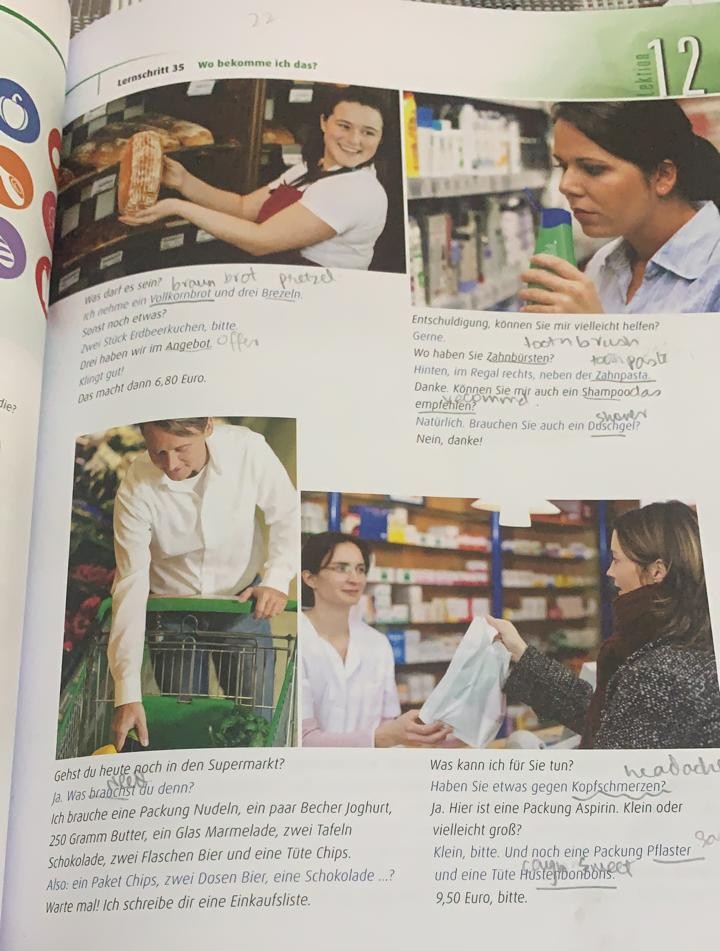 22
Lernschritt 35 Wo bekomme ich das?
Lektion 12
Was darf es sein? braun brot pretzel
Ich nehme ein Vollkornbrot und drei Brezeln.
Sonst noch etwas?
Zwei Stück Erdbeerkuchen, bitte.
Drei haben wir im Angebot. offer
Klingt gut!
Das macht dann 6,80 Euro.
Entschuldigung, können Sie mir vielleicht helfen?
Gerne. toothbrush
Wo haben Sie Zahnbürsten? toothpaste
Hinten, im Regal rechts, neben der Zahnpasta.
Danke. Können Sie mir auch ein Shampoo das
empfehlen? recommend
Natürlich. Brauchen Sie auch ein Duschgel? shower
Nein, danke!
die?
Gehst du heute noch in den Supermarkt?
Ja. Was brauchst du denn? need
Ich brauche eine Packung Nudeln, ein paar Becher Joghurt,
250 Gramm Butter, ein Glas Marmelade, zwei Tafeln
Schokolade, zwei Flaschen Bier und eine Tüte Chips.
Also: ein Paket Chips, zwei Dosen Bier, eine Schokolade ...?
Warte mal! Ich schreibe dir eine Einkaufsliste.
Was kann ich für Sie tun? headache
Haben Sie etwas gegen Kopfschmerzen?
Ja. Hier ist eine Packung Aspirin. Klein oder
vielleicht groß?
Klein, bitte. Und noch eine Packung Pflaster
und eine Tüte Hustenbonbons. sweet
9,50 Euro, bitte.